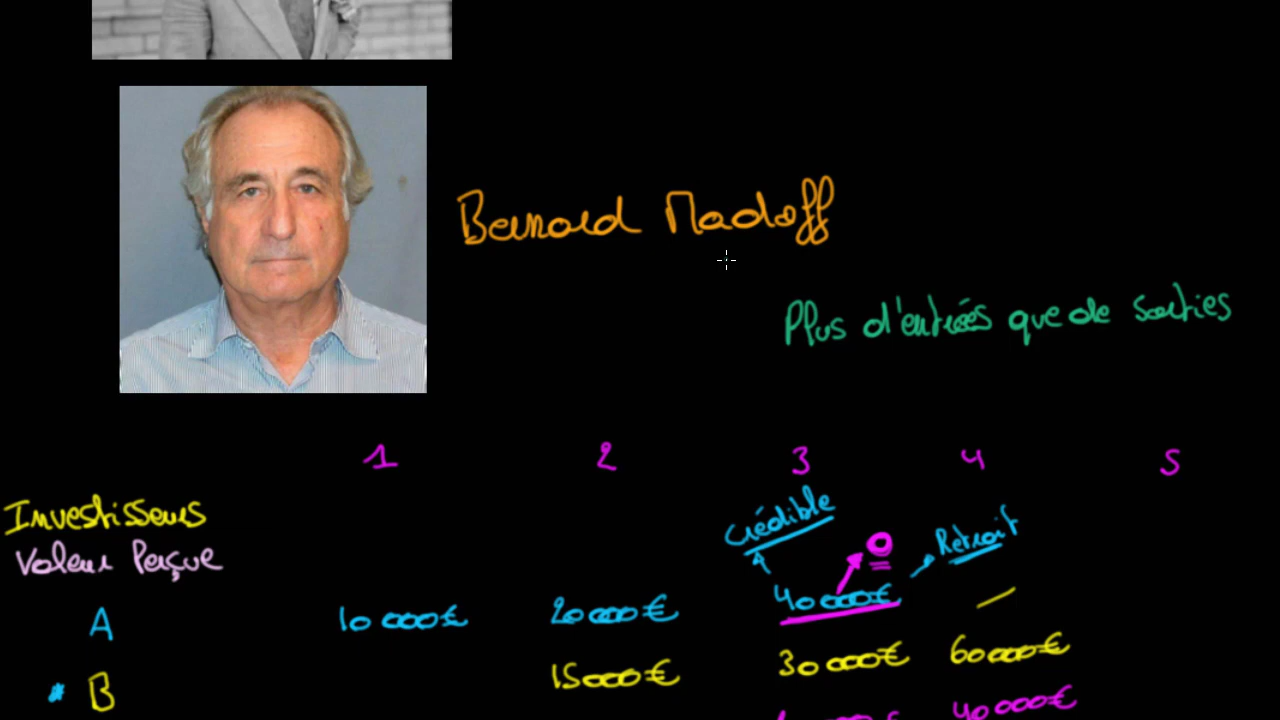 Bernard Madoff
Plus d'entrées que de sorties
1 2 3 4 5
Investisseurs
Crédible
Retrait
Valeur Perçue
0
A 10 000€ 20 000€ 40 000€ —
B 15 000€ 30 000€ 60 000€
40 000€